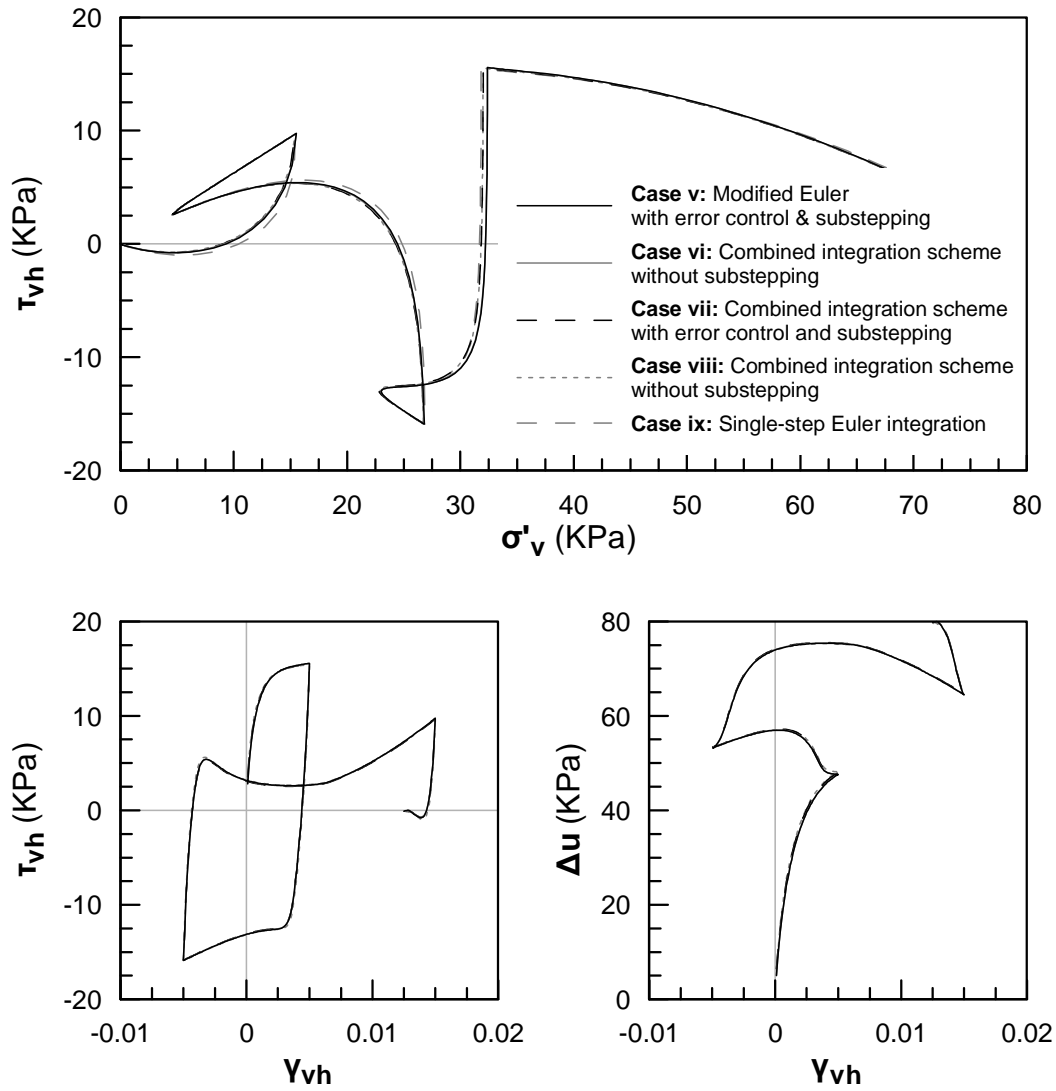 20
10
0
-10
-20
τvh (KPa)
0
10
20
30
40
50
60
70
80
σ'v (KPa)
Case v: Modified Euler
with error control & substepping
Case vi: Combined integration scheme
without substepping
Case vii: Combined integration scheme
with error control and substepping
Case viii: Combined integration scheme
without substepping
Case ix: Single-step Euler integration
20
10
0
-10
-20
τvh (KPa)
-0.01
0
0.01
0.02
γvh
80
60
40
20
0
Δu (KPa)
-0.01
0
0.01
0.02
γvh